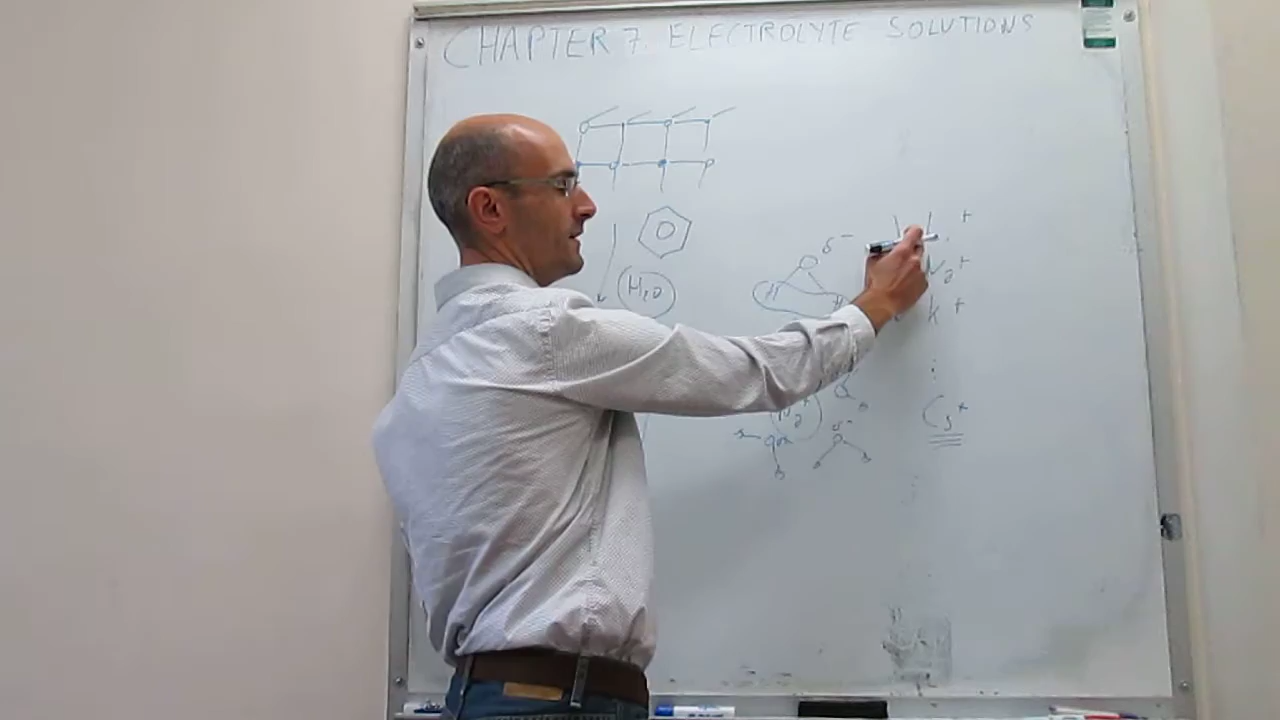 CHAPTER 7. ELECTROLYTE SOLUTIONS
δ⁻
+
H₂O
H
H
Na⁺
K⁺
⋮
Cs⁺
δ⁻